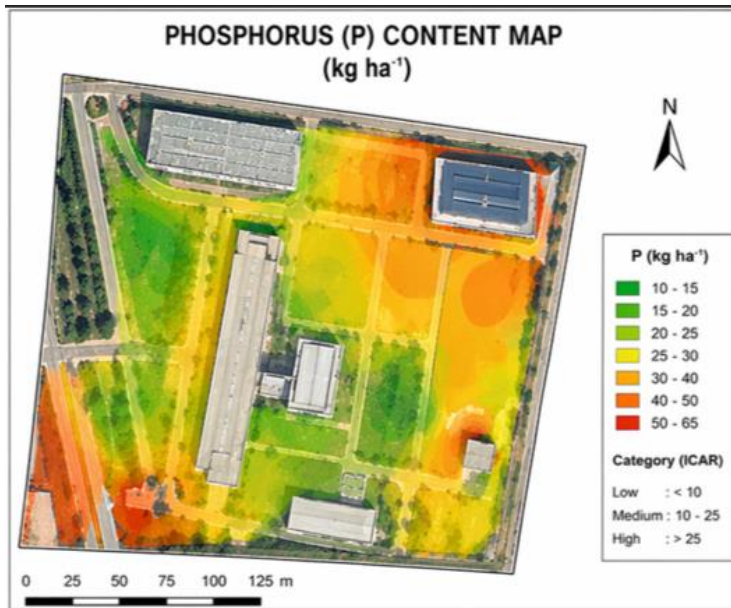 PHOSPHORUS (P) CONTENT MAP
(kg ha⁻¹)
N
P (kg ha⁻¹)
10 - 15
15 - 20
20 - 25
25 - 30
30 - 40
40 - 50
50 - 65
Category (ICAR)
Low : < 10
Medium : 10 - 25
High : > 25
0 25 50 75 100 125 m